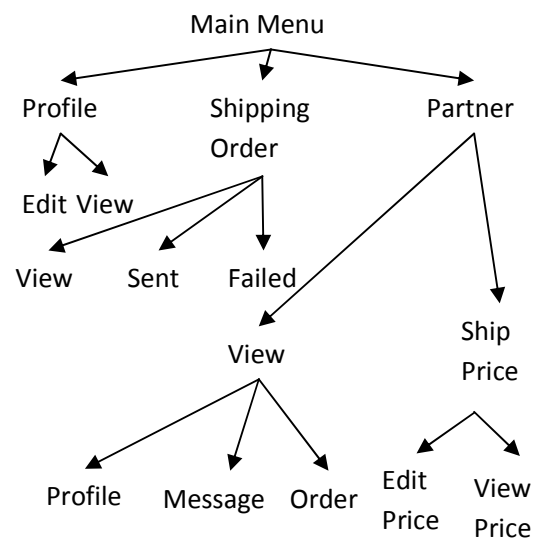 Main Menu
Profile
Shipping
Order
Partner
Edit View
View
Sent
Failed
View
Ship
Price
Profile
Message
Order
Edit
Price
View
Price